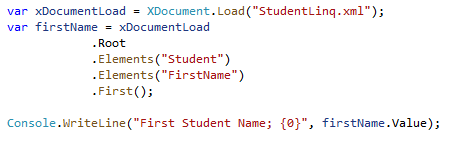 var xDocumentLoad = XDocument.Load("StudentLinq.xml");
var firstName = xDocumentLoad
.Root
.Elements("Student")
.Elements("FirstName")
.First();
Console.WriteLine("First Student Name; {0}", firstName.Value);